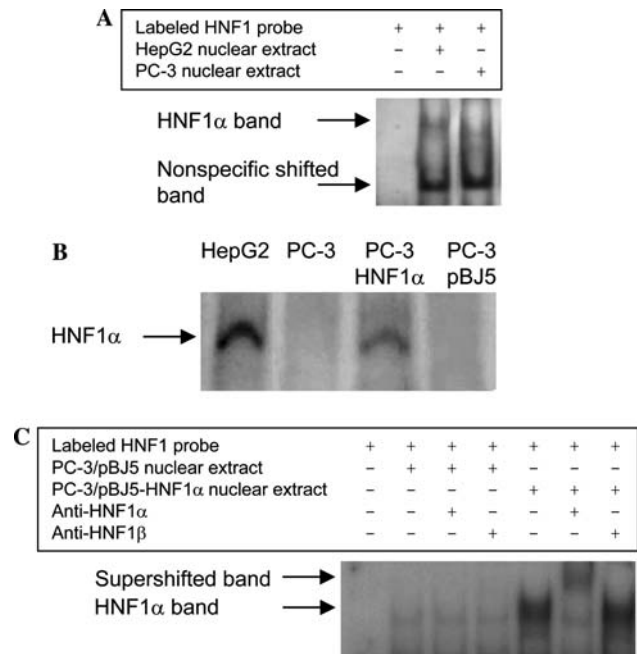 A
Labeled HNF1 probe + + +
HepG2 nuclear extract – + –
PC-3 nuclear extract – – +
HNF1α band
Nonspecific shifted
band
B
HepG2 PC-3 PC-3 PC-3
HNF1α pBJ5
HNF1α
C
Labeled HNF1 probe + + + + + + +
PC-3/pBJ5 nuclear extract – + + + – – –
PC-3/pBJ5-HNF1α nuclear extract – – – – + + +
Anti-HNF1α – – + – – + –
Anti-HNF1β – – – + – – +
Supershifted band
HNF1α band